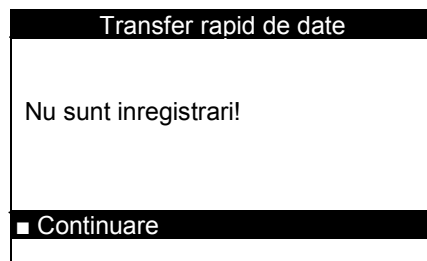 Transfer rapid de date
Nu sunt inregistrari!
■ Continuare